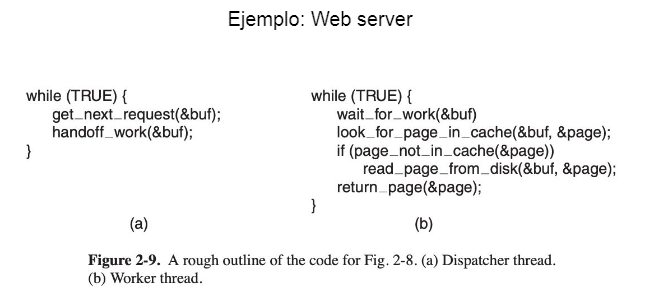 Ejemplo: Web server
while (TRUE) {
get_next_request(&buf);
handoff_work(&buf);
}
(a)
while (TRUE) {
wait_for_work(&buf)
look_for_page_in_cache(&buf, &page);
if (page_not_in_cache(&page))
read_page_from_disk(&buf, &page);
return_page(&page);
}
(b)
Figure 2-9. A rough outline of the code for Fig. 2-8. (a) Dispatcher thread.
(b) Worker thread.